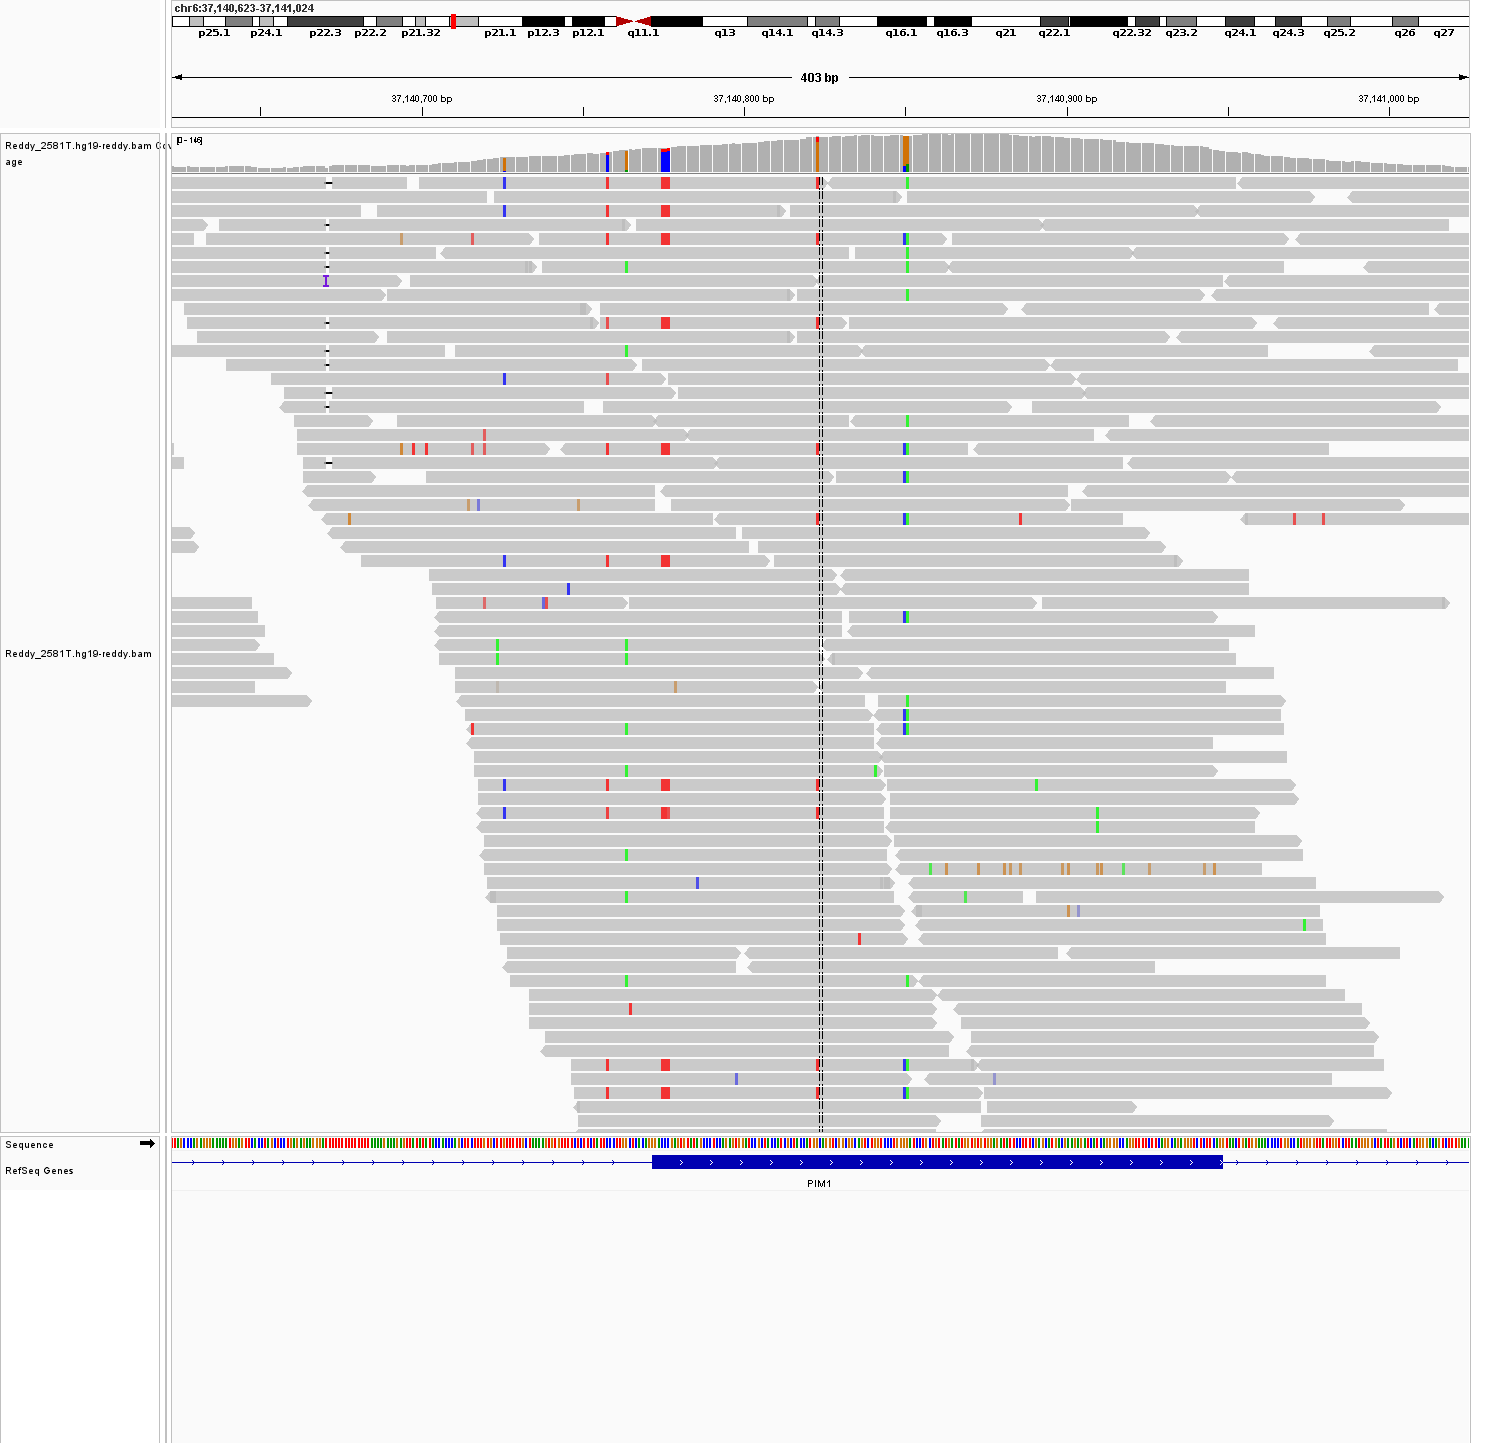 chr6:37,140,623-37,141,024
p25.1 p24.1 p22.3 p22.2 p21.32 p21.1 p12.3 p12.1 q11.1 q13 q14.1 q14.3 q16.1 q16.3 q21 q22.1 q22.32 q23.2 q24.1 q24.3 q25.2 q26 q27
403 bp
37,140,700 bp 37,140,800 bp 37,140,900 bp 37,141,000 bp
Reddy_2581T.hg19-reddy.bam Cov
age
[0 - 146]
I
Reddy_2581T.hg19-reddy.bam
Sequence
RefSeq Genes
PIM1